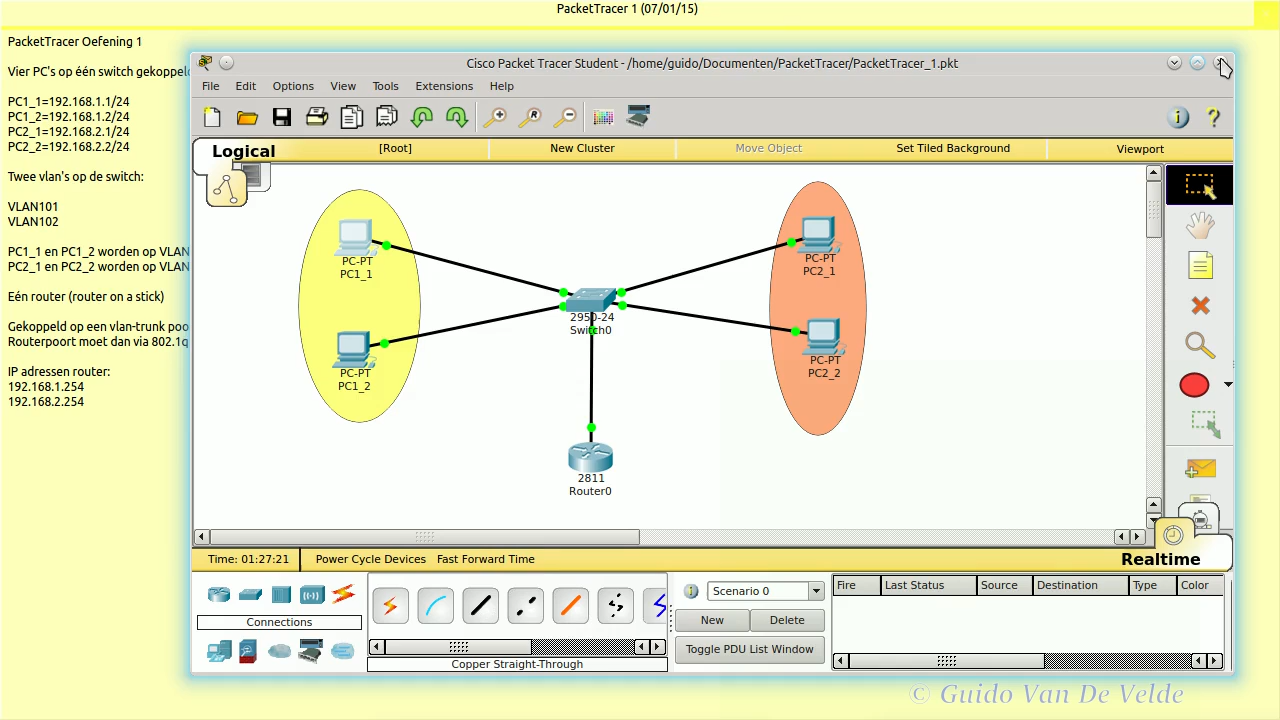 PacketTracer 1 (07/01/15)
PacketTracer Oefening 1
Vier PC's op één switch gekoppeld
PC1_1=192.168.1.1/24
PC1_2=192.168.1.2/24
PC2_1=192.168.2.1/24
PC2_2=192.168.2.2/24
Twee vlan's op de switch:
VLAN101
VLAN102
PC1_1 en PC1_2 worden op VLAN
PC2_1 en PC2_2 worden op VLAN
Eén router (router on a stick)
Gekoppeld op een vlan-trunk poo
Routerpoort moet dan via 802.1q
IP adressen router:
192.168.1.254
192.168.2.254
Cisco Packet Tracer Student - /home/guido/Documenten/PacketTracer/PacketTracer_1.pkt
File Edit Options View Tools Extensions Help
Logical [Root] New Cluster Move Object Set Tiled Background Viewport
PC-PT
PC1_1
PC-PT
PC2_1
2950-24
Switch0
PC-PT
PC1_2
PC-PT
PC2_2
2811
Router0
Time: 01:27:21 Power Cycle Devices Fast Forward Time Realtime
Connections
Copper Straight-Through
Scenario 0
New Delete
Toggle PDU List Window
Fire Last Status Source Destination Type Color
© Guido Van De Velde